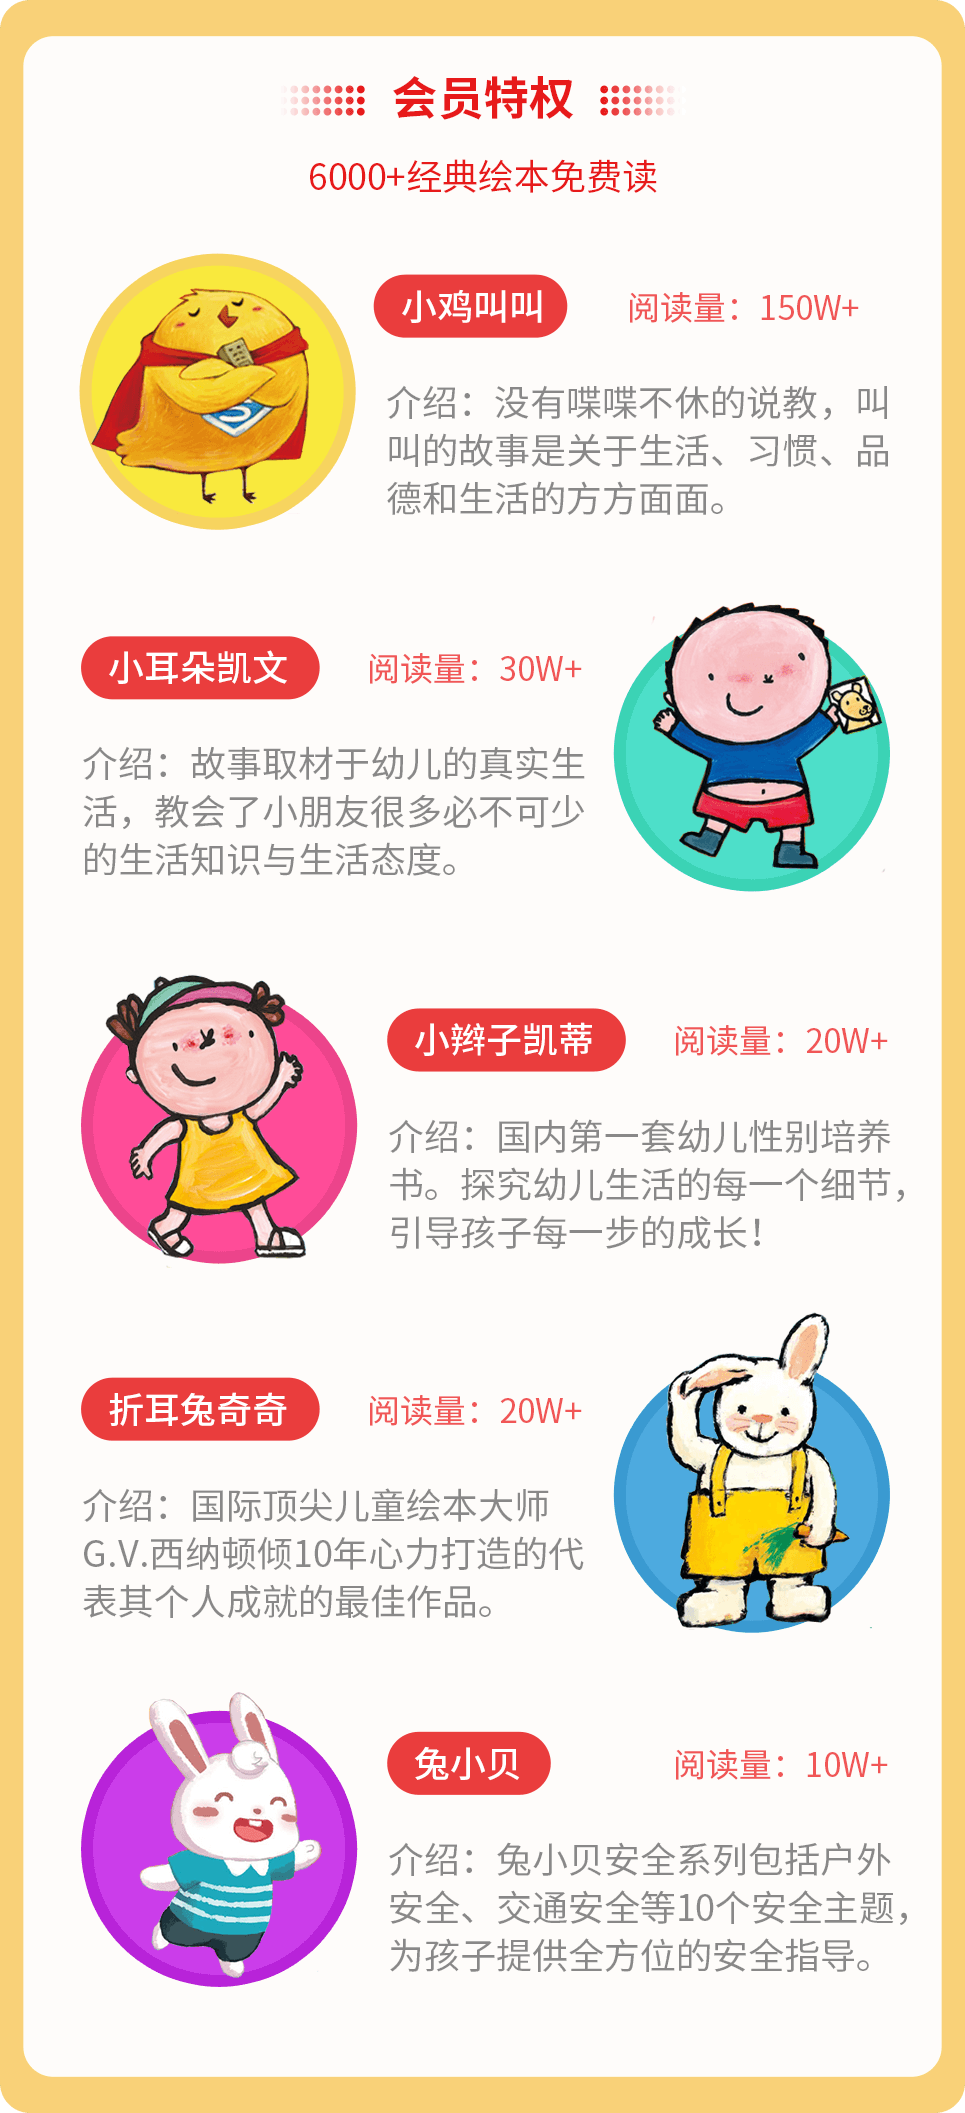 会员特权
6000+经典绘本免费读
小鸡叫叫
阅读量：150W+
介绍：没有喋喋不休的说教，叫
叫的故事是关于生活、习惯、品
德和生活的方方面面。
小耳朵凯文
阅读量：30W+
介绍：故事取材于幼儿的真实生
活，教会了小朋友很多必不可少
的生活知识与生活态度。
小辫子凯蒂
阅读量：20W+
介绍：国内第一套幼儿性别培养
书。探究幼儿生活的每一个细节，
引导孩子每一步的成长！
折耳兔奇奇
阅读量：20W+
介绍：国际顶尖儿童绘本大师
G.V.西纳顿倾10年心力打造的代
表其个人成就的最佳作品。
兔小贝
阅读量：10W+
介绍：兔小贝安全系列包括户外
安全、交通安全等10个安全主题，
为孩子提供全方位的安全指导。